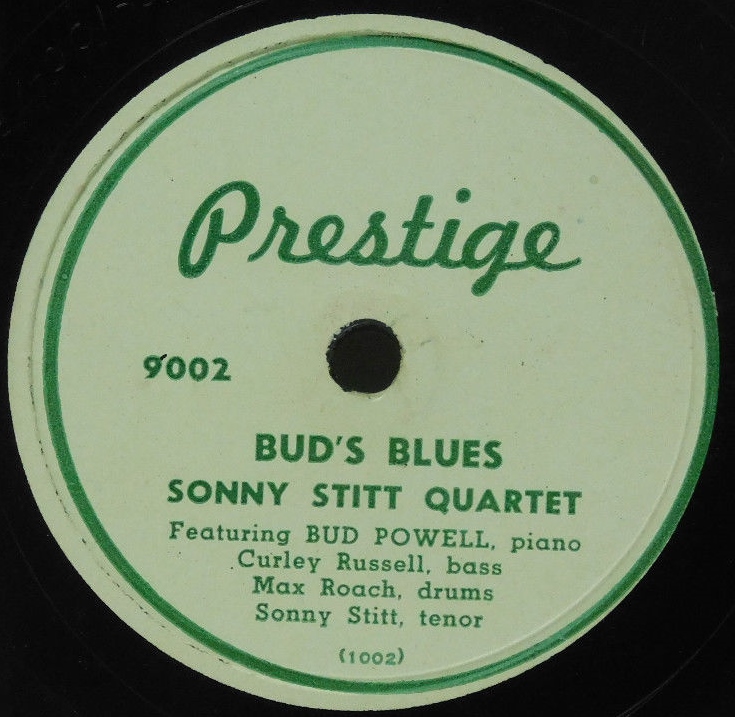 Prestige
9002
BUD'S BLUES
SONNY STITT QUARTET
Featuring BUD POWELL, piano
Curley Russell, bass
Max Roach, drums
Sonny Stitt, tenor
(1002)